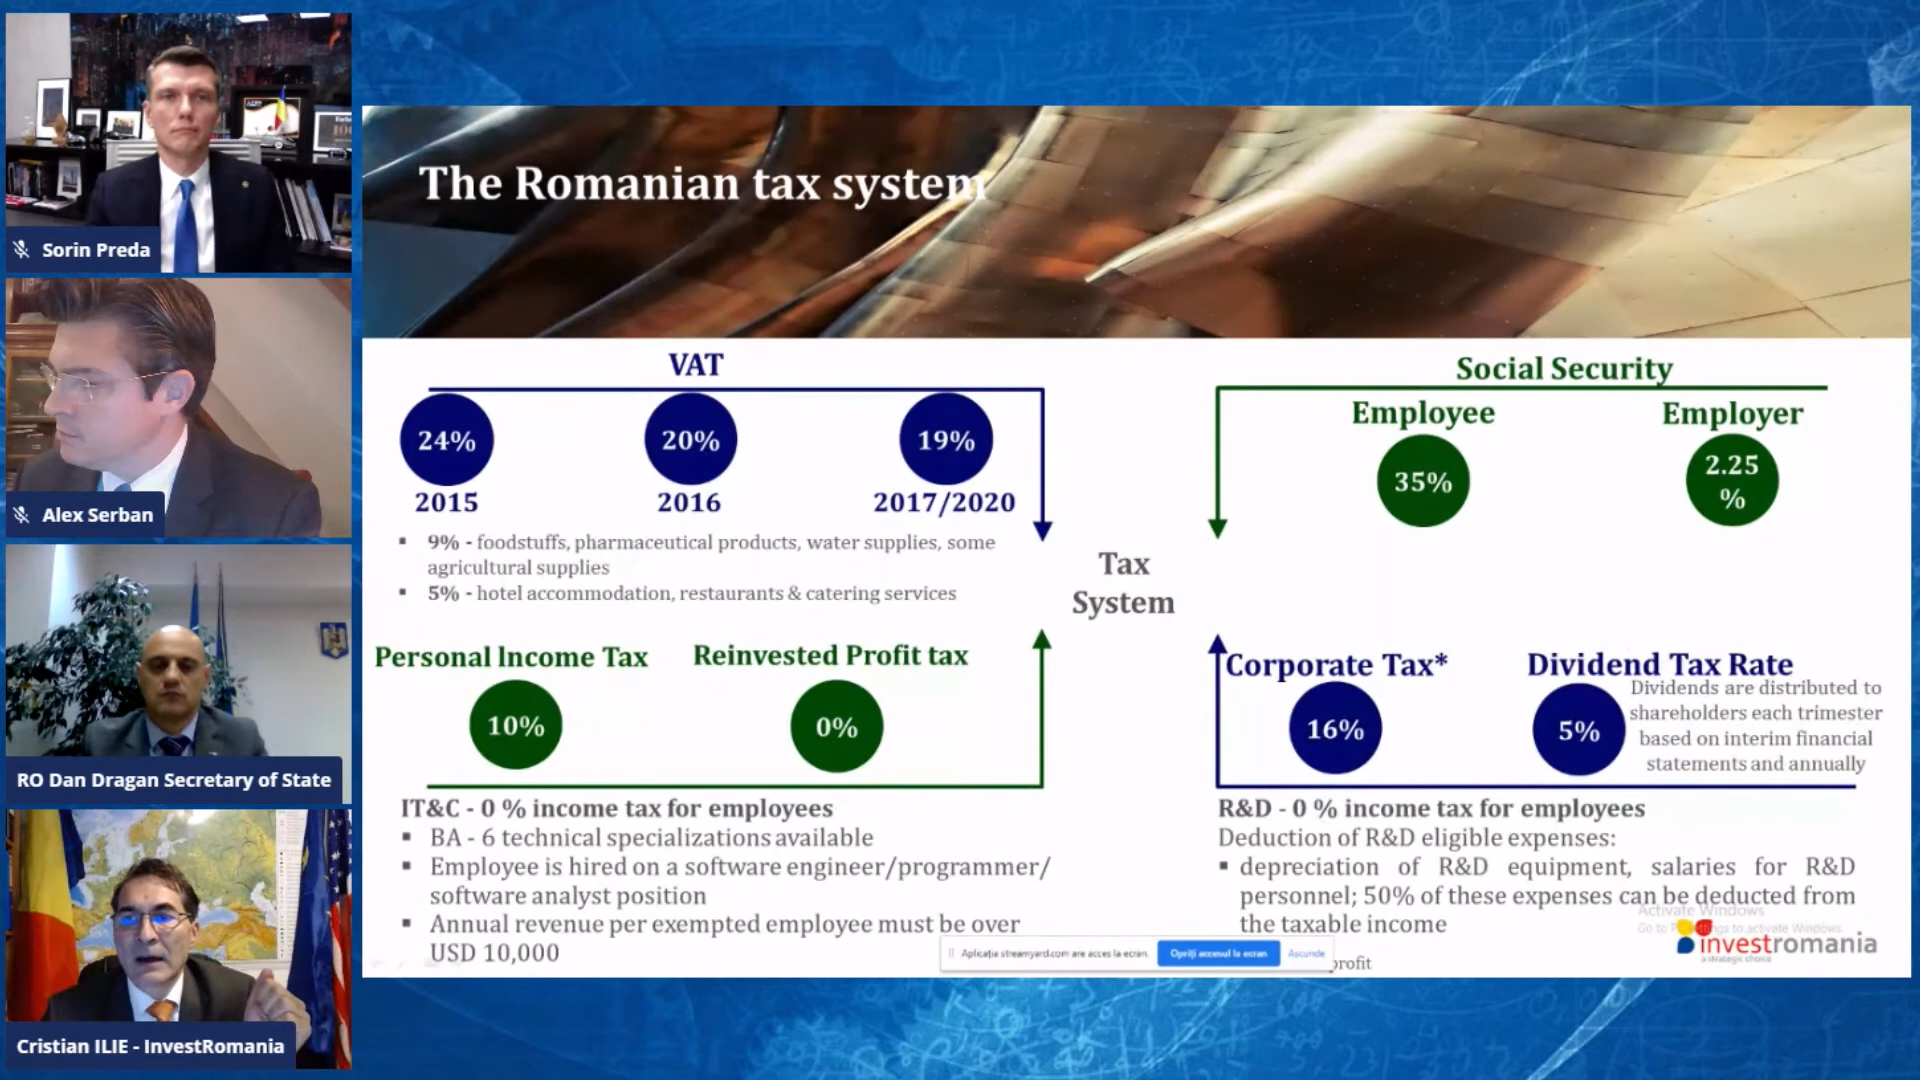 Sorin Preda
Alex Serban
RO Dan Dragan Secretary of State
Cristian ILIE - InvestRomania
The Romanian tax system
VAT
24%
20%
19%
2015
2016
2017/2020
▪ 9% - foodstuffs, pharmaceutical products, water supplies, some
agricultural supplies
▪ 5% - hotel accommodation, restaurants & catering services
Social Security
Employee
Employer
35%
2.25
%
Tax
System
Personal Income Tax
Reinvested Profit tax
10%
0%
Corporate Tax*
Dividend Tax Rate
16%
5%
Dividends are distributed to
shareholders each trimester
based on interim financial
statements and annually
IT&C - 0 % income tax for employees
▪ BA - 6 technical specializations available
▪ Employee is hired on a software engineer/programmer/
software analyst position
▪ Annual revenue per exempted employee must be over
USD 10,000
R&D - 0 % income tax for employees
Deduction of R&D eligible expenses:
▪ depreciation of R&D equipment, salaries for R&D
personnel; 50% of these expenses can be deducted from
the taxable income
profit
Activate Windows
to activate Windows.
investromania
a strategic choice
Aplicația streamyard.com are acces la ecran.
Opriți accesul la ecran
Ascunde